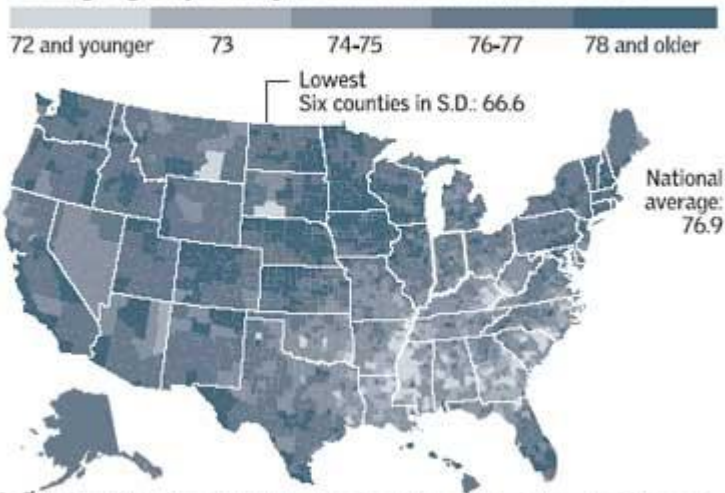 72 and younger 73 74-75 76-77 78 and older
Lowest
Six counties in S.D.: 66.6
National
average:
76.9